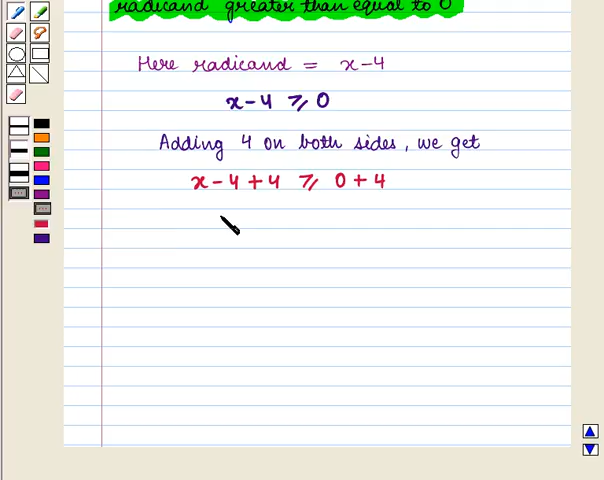 radicand greater than equal to 0
Here radicand = x-4
x-4 ⩾ 0
Adding 4 on both sides, we get
x-4+4 ⩾ 0+4